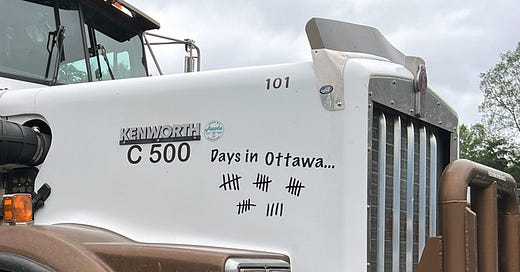 101
KENWORTH
C 500
Days in Ottawa...